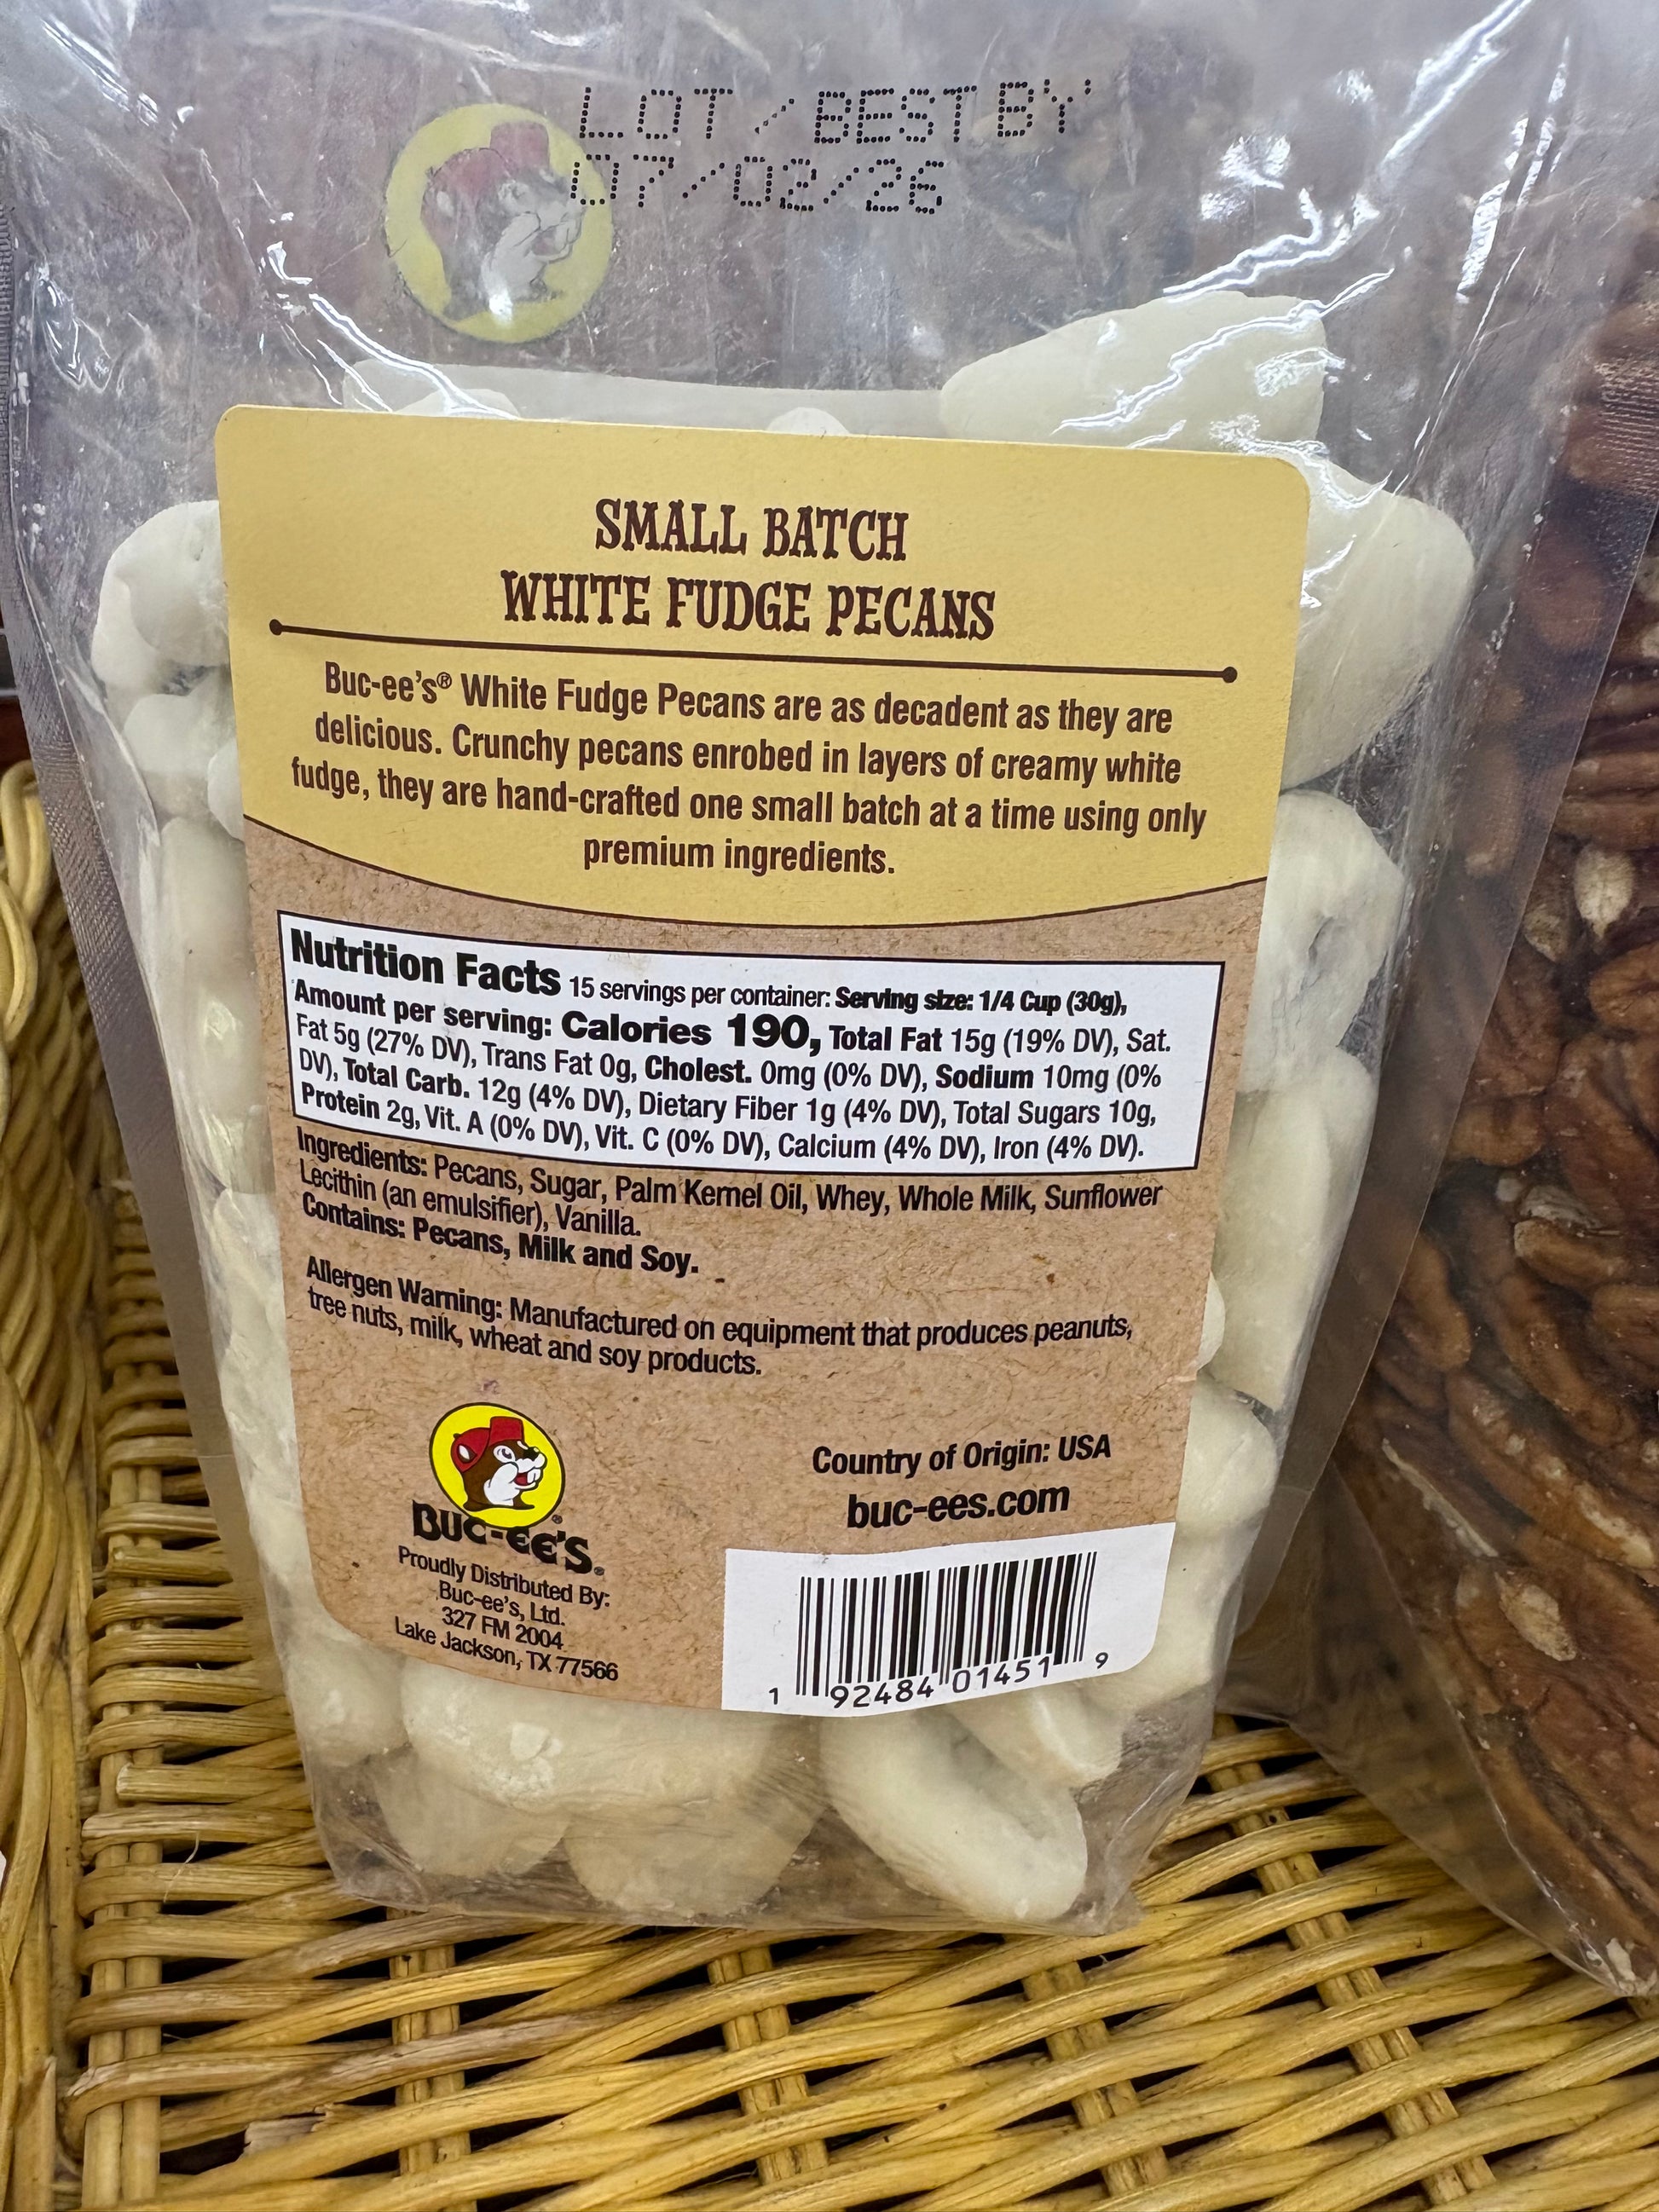 LOT / BEST BY
07/02/26
SMALL BATCH
WHITE FUDGE PECANS
Buc-ee's® White Fudge Pecans are as decadent as they are
delicious. Crunchy pecans enrobed in layers of creamy white
fudge, they are hand-crafted one small batch at a time using only
premium ingredients.
Nutrition Facts 15 servings per container: Serving size: 1/4 Cup (30g),
Amount per serving: Calories 190, Total Fat 15g (19% DV), Sat.
Fat 5g (27% DV), Trans Fat 0g, Cholest. 0mg (0% DV), Sodium 10mg (0%
DV), Total Carb. 12g (4% DV), Dietary Fiber 1g (4% DV), Total Sugars 10g,
Protein 2g, Vit. A (0% DV), Vit. C (0% DV), Calcium (4% DV), Iron (4% DV).
Ingredients: Pecans, Sugar, Palm Kernel Oil, Whey, Whole Milk, Sunflower
Lecithin (an emulsifier), Vanilla.
Contains: Pecans, Milk and Soy.
Allergen Warning: Manufactured on equipment that produces peanuts,
tree nuts, milk, wheat and soy products.
BUC-EE'S®
Proudly Distributed By:
Buc-ee's, Ltd.
327 FM 2004
Lake Jackson, TX 77566
Country of Origin: USA
buc-ees.com
1 92484 01451 9